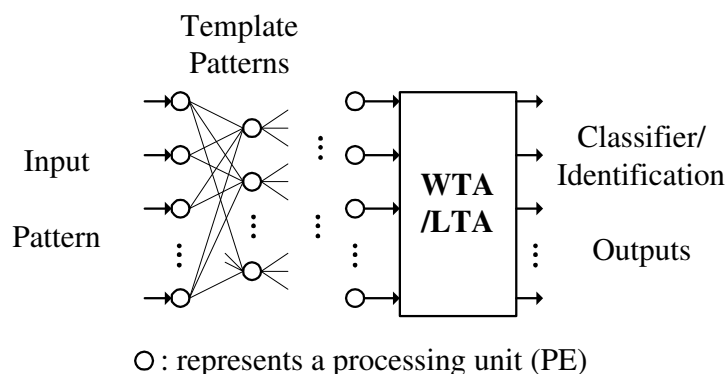 Template
Patterns
Input
Pattern
WTA
/LTA
Classifier/
Identification
Outputs
: represents a processing unit (PE)